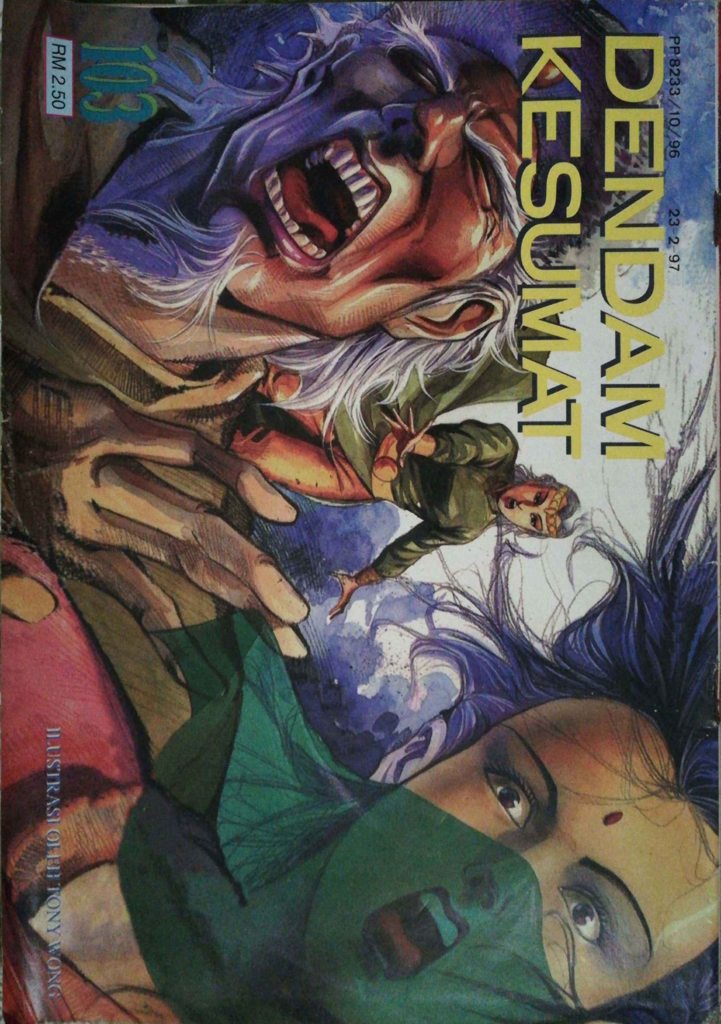 PP8233/10/96 23-2-97
DENDAM
KESUMAT
103
RM 2.50
ILUSTRASI OLEH TONY WONG